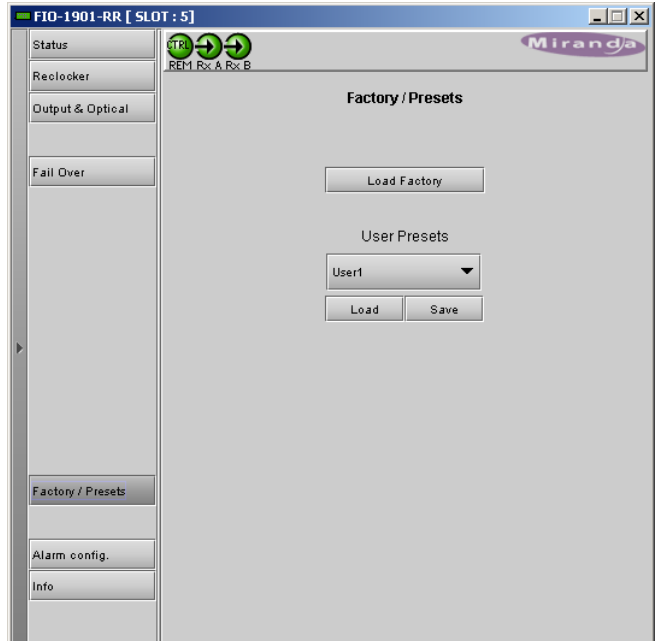 FIO-1901-RR [ SLOT : 5]
Status
Reclocker
Output & Optical
Fail Over
Factory / Presets
Alarm config.
Info
CTRL
REM Rx A Rx B
Miranda
Factory / Presets
Load Factory
User Presets
User1
Load Save